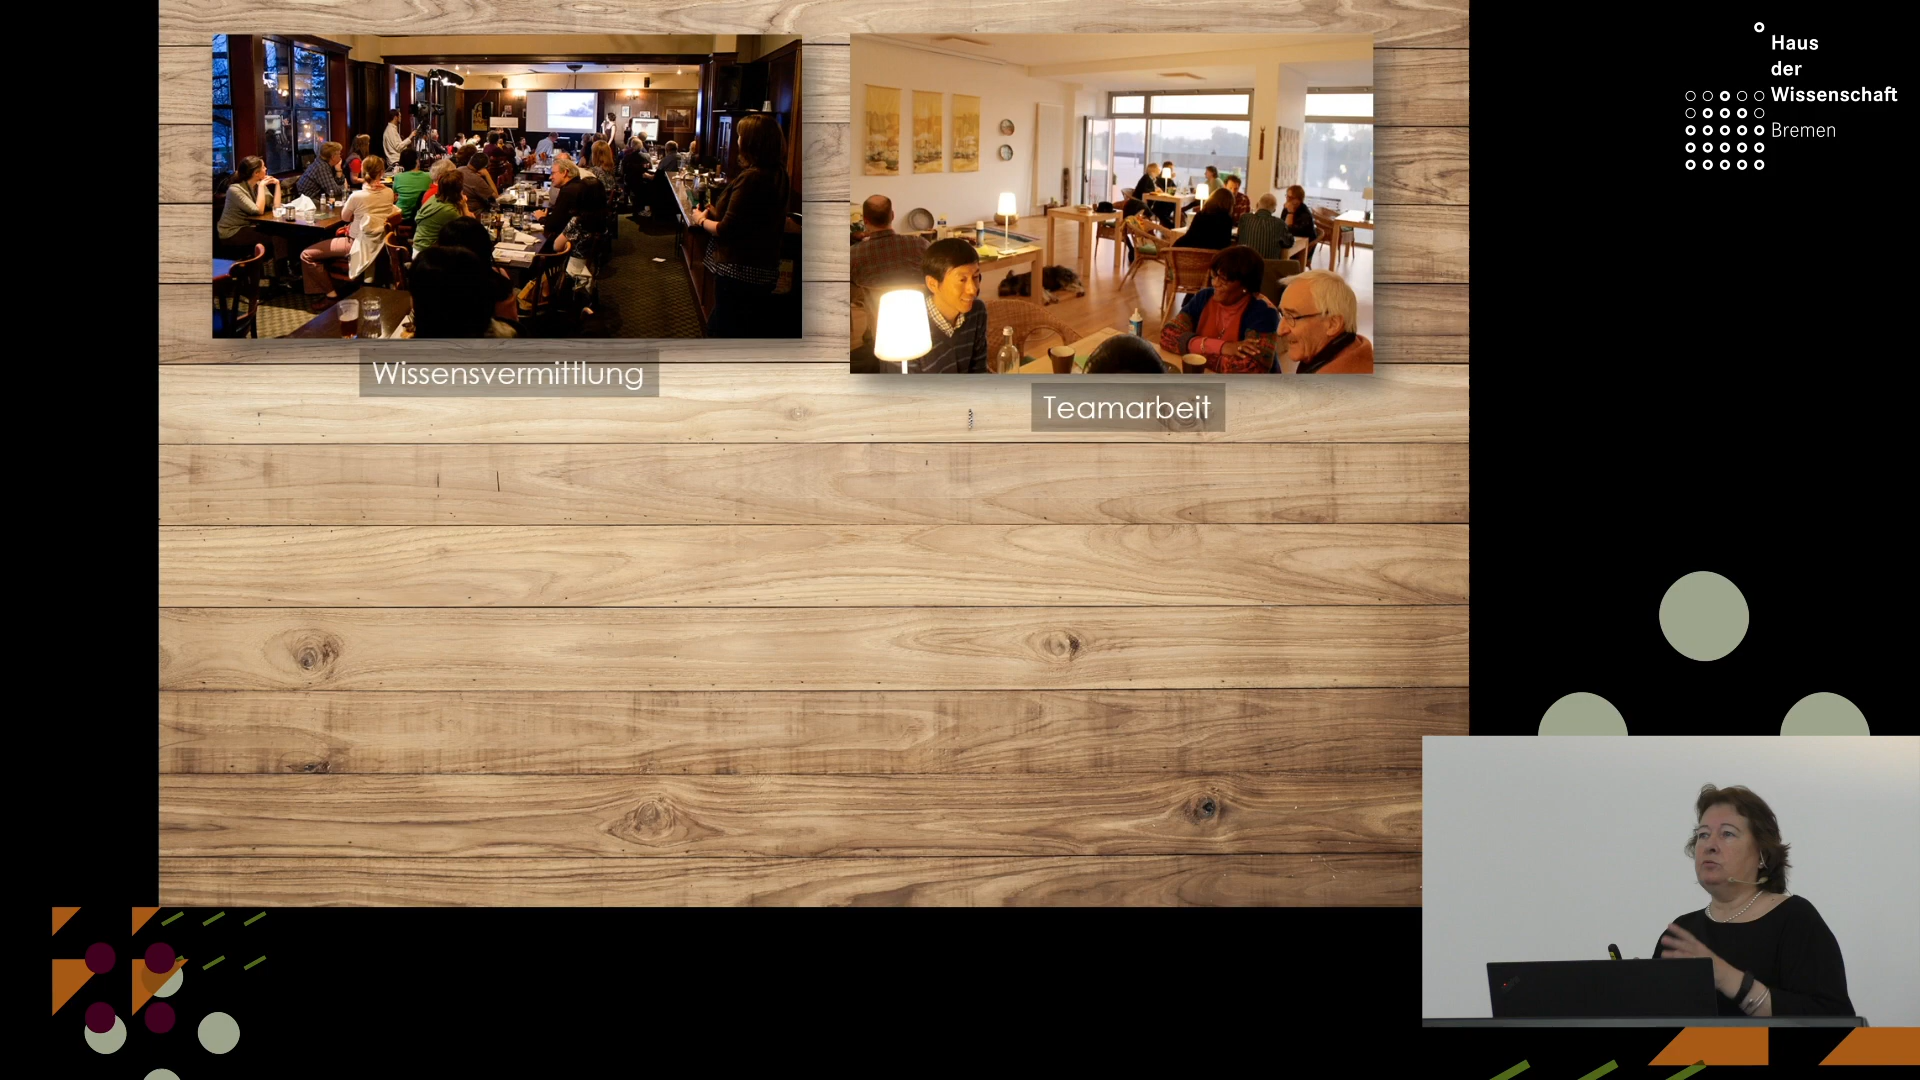 Haus
der
Wissenschaft
Bremen
Wissensvermittlung
Teamarbeit